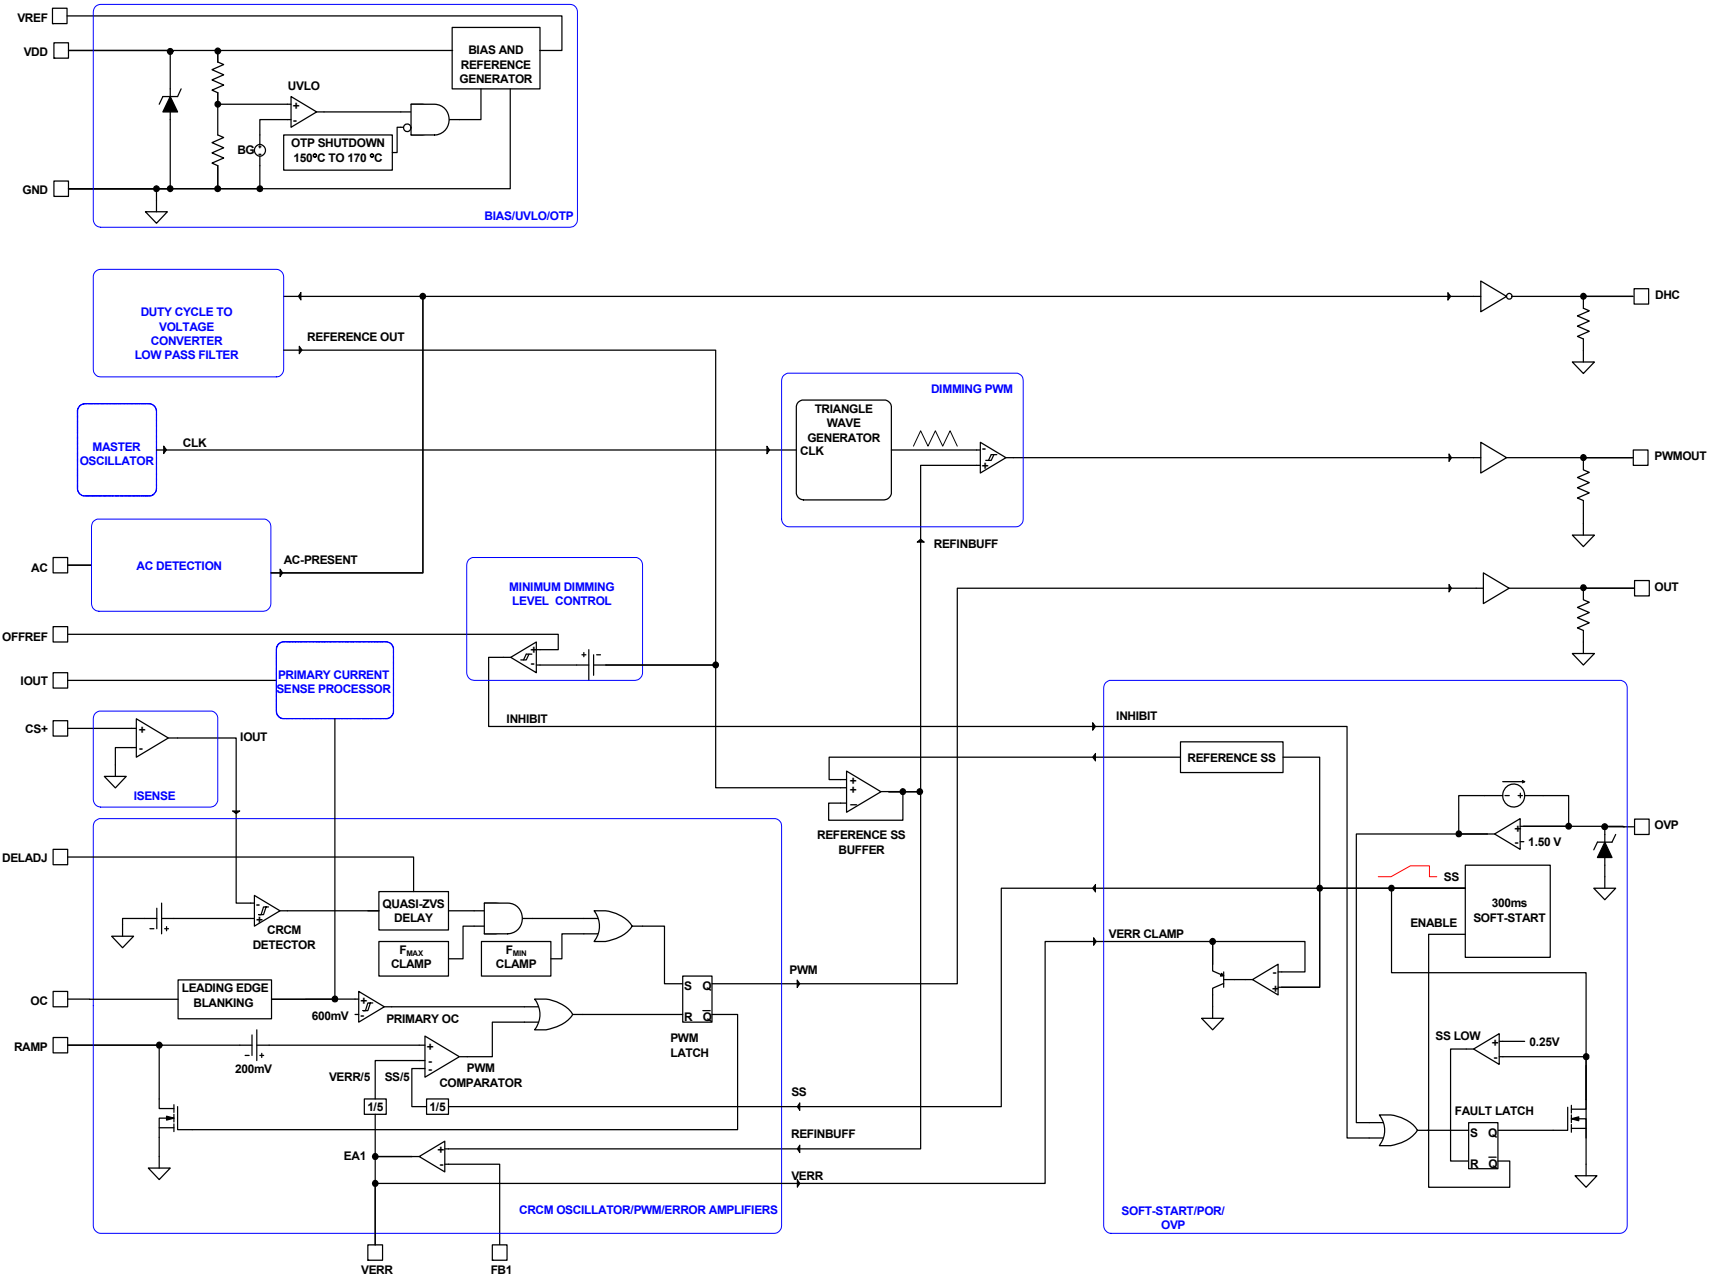 VREF
VDD
BIAS AND
REFERENCE
GENERATOR
UVLO
+
-
BG
OTP SHUTDOWN
150ºC TO 170 ºC
GND
BIAS/UVLO/OTP
DUTY CYCLE TO
VOLTAGE
CONVERTER
LOW PASS FILTER
REFERENCE OUT
DHC
DIMMING PWM
TRIANGLE
WAVE
GENERATOR
CLK
MASTER
OSCILLATOR
CLK
-
+
PWMOUT
REFINBUFF
AC
AC DETECTION
AC-PRESENT
MINIMUM DIMMING
LEVEL CONTROL
+
-
+
-
OUT
OFFREF
IOUT
PRIMARY CURRENT
SENSE PROCESSOR
CS+
+
-
IOUT
ISENSE
INHIBIT
INHIBIT
REFERENCE SS
+
+
-
REFERENCE SS
BUFFER
- +
+
-
1.50 V
OVP
SS
300ms
SOFT-START
ENABLE
DELADJ
- +
-
+
CRCM
DETECTOR
QUASI-ZVS
DELAY
FMAX
CLAMP
FMIN
CLAMP
VERR CLAMP
-
+
OC
LEADING EDGE
BLANKING
600mV
+
-
PRIMARY OC
S Q
R Q
PWM
LATCH
PWM
RAMP
- +
200mV
+
-
-
PWM
COMPARATOR
VERR/5
SS/5
1/5
1/5
SS
SS LOW
+
-
0.25V
FAULT LATCH
S Q
R Q
EA1
+
-
REFINBUFF
VERR
CRCM OSCILLATOR/PWM/ERROR AMPLIFIERS
SOFT-START/POR/
OVP
VERR
FB1